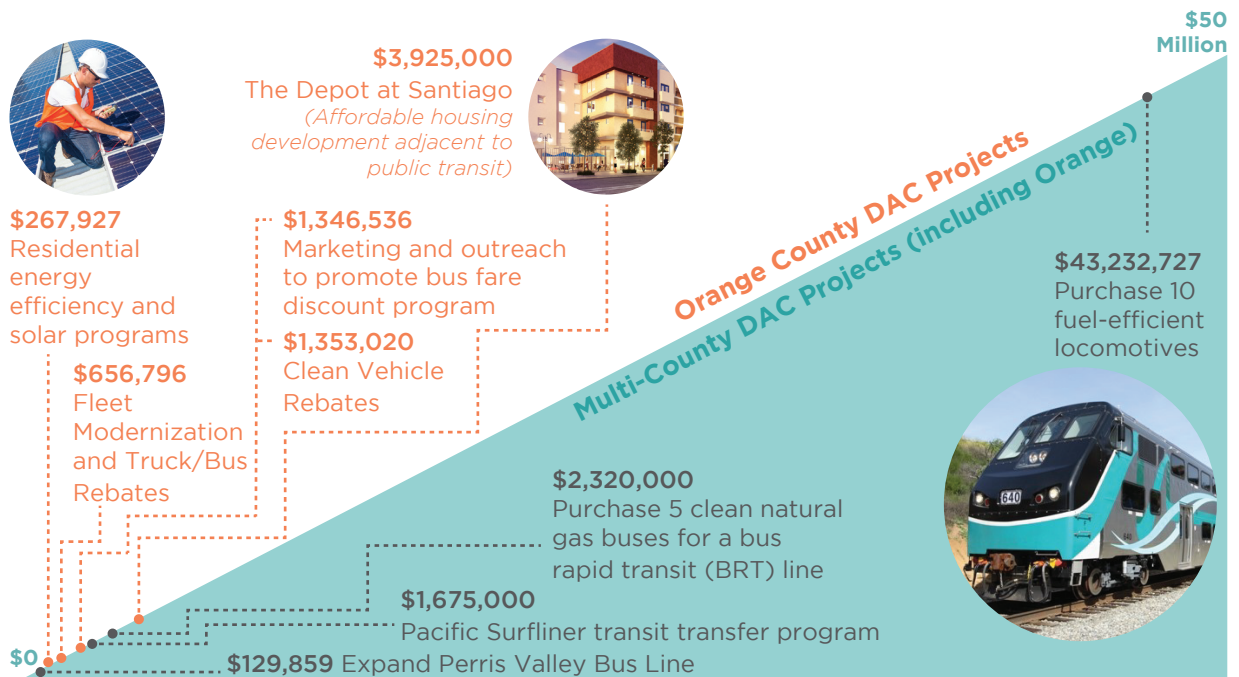 $50
Million
$3,925,000
The Depot at Santiago
(Affordable housing
development adjacent to
public transit)
$267,927
Residential
energy
efficiency and
solar programs
$1,346,536
Marketing and outreach
to promote bus fare
discount program
$1,353,020
Clean Vehicle
Rebates
$656,796
Fleet
Modernization
and Truck/Bus
Rebates
Orange County DAC Projects
Multi-County DAC Projects (including Orange)
$43,232,727
Purchase 10
fuel-efficient
locomotives
640
640
$2,320,000
Purchase 5 clean natural
gas buses for a bus
rapid transit (BRT) line
$1,675,000
Pacific Surfliner transit transfer program
$0
$129,859 Expand Perris Valley Bus Line